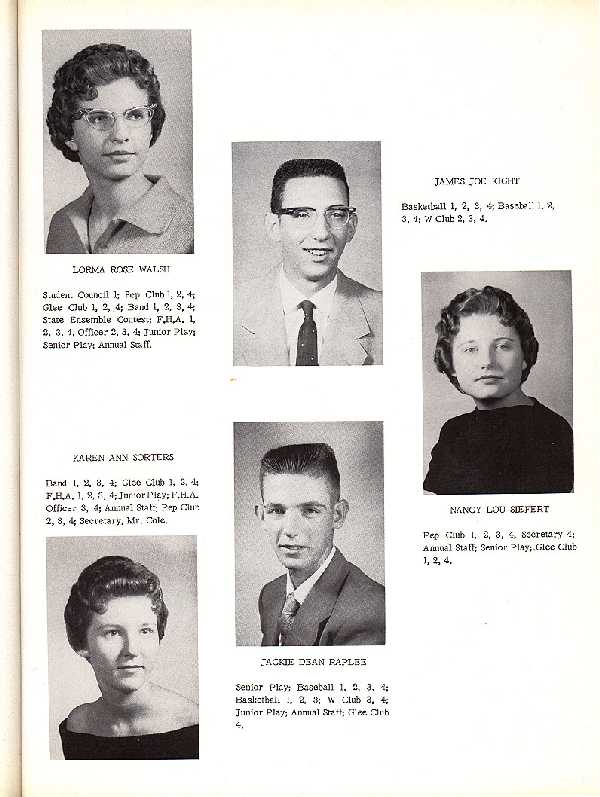 LORMA ROSE WALSH
Student Council 1; Pep Club 1, 2, 4;
Glee Club 1, 2, 4; Band 1, 2, 3, 4;
State Ensemble Contest; F.H.A. 1,
2, 3, 4, Officer 2, 3, 4; Junior Play;
Senior Play; Annual Staff.
JAMES JOE KIGHT
Basketball 1, 2, 3, 4; Baseball 1, 2,
3, 4; W Club 2, 3, 4.
KAREN ANN SORTERS
Band 1, 2, 3, 4; Glee Club 1, 3, 4;
F.H.A. 1, 2, 3, 4; Junior Play; F.H.A.
Officer 3, 4; Annual Staff; Pep Club
2, 3, 4; Secretary, Mr. Cole.
NANCY LOU SIEFERT
Pep Club 1, 2, 3, 4, Secretary 4;
Annual Staff; Senior Play; Glee Club
1, 2, 4.
JACKIE DEAN RAPLEE
Senior Play; Baseball 1, 2, 3, 4;
Basketball 1, 2, 3; W Club 3, 4;
Junior Play; Annual Staff; Glee Club
4.